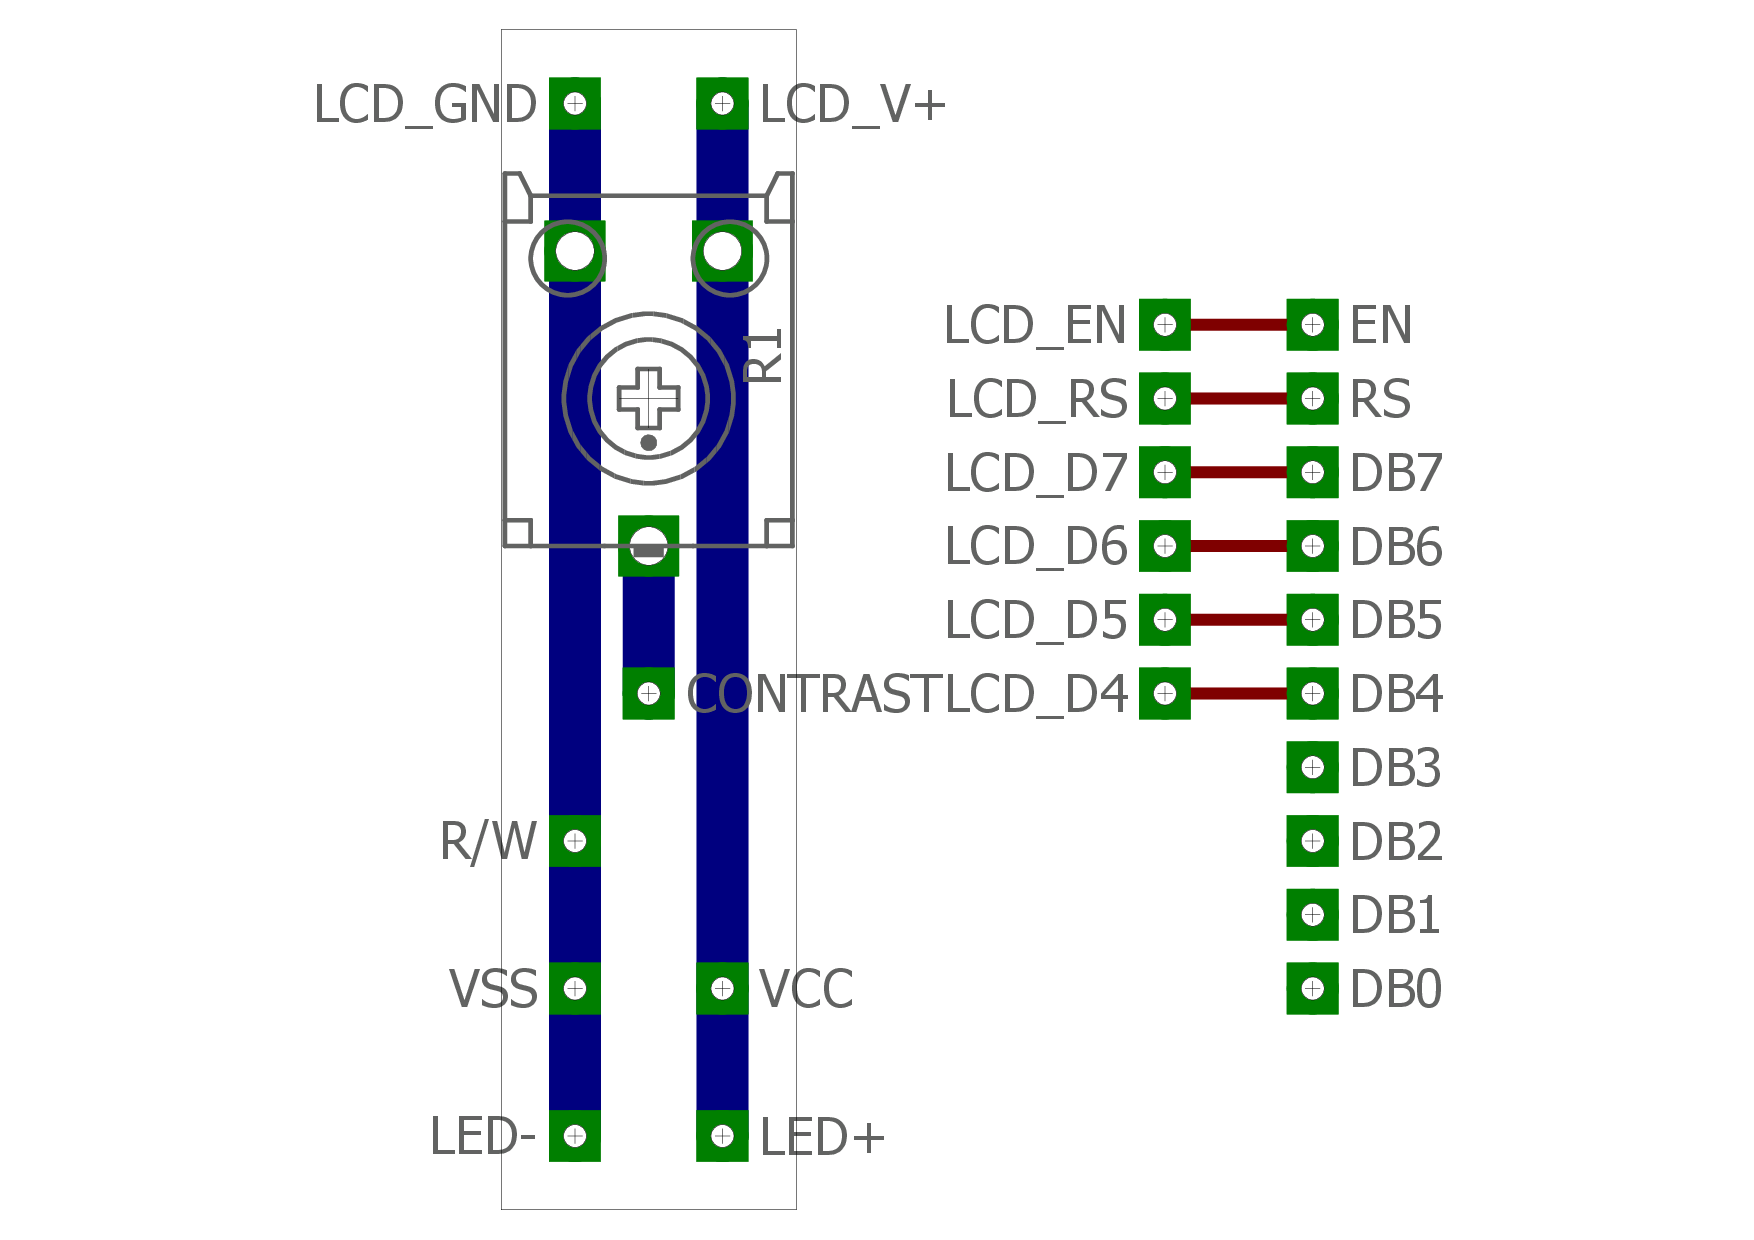 LCD_GND LCD_V+
R1
LCD_EN EN
LCD_RS RS
LCD_D7 DB7
LCD_D6 DB6
LCD_D5 DB5
CONTRAST LCD_D4 DB4
DB3
R/W DB2
DB1
VSS VCC DB0
LED- LED+